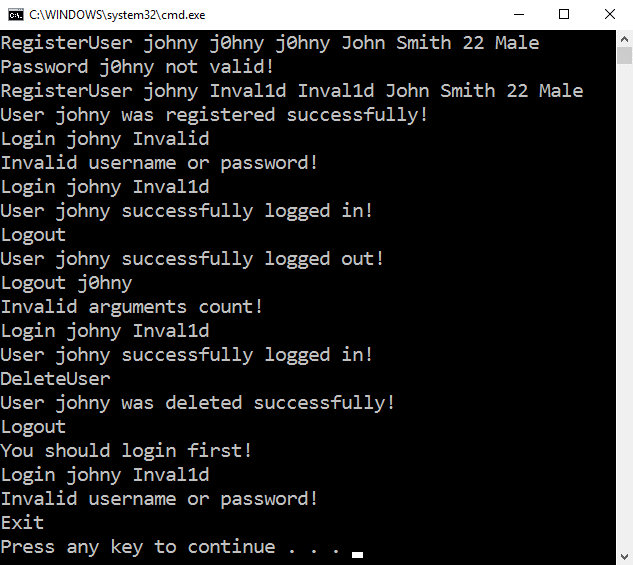 C:\WINDOWS\system32\cmd.exe
RegisterUser johny j0hny j0hny John Smith 22 Male
Password j0hny not valid!
RegisterUser johny Inval1d Inval1d John Smith 22 Male
User johny was registered successfully!
Login johny Invalid
Invalid username or password!
Login johny Inval1d
User johny successfully logged in!
Logout
User johny successfully logged out!
Logout j0hny
Invalid arguments count!
Login johny Inval1d
User johny successfully logged in!
DeleteUser
User johny was deleted successfully!
Logout
You should login first!
Login johny Inval1d
Invalid username or password!
Exit
Press any key to continue . . .